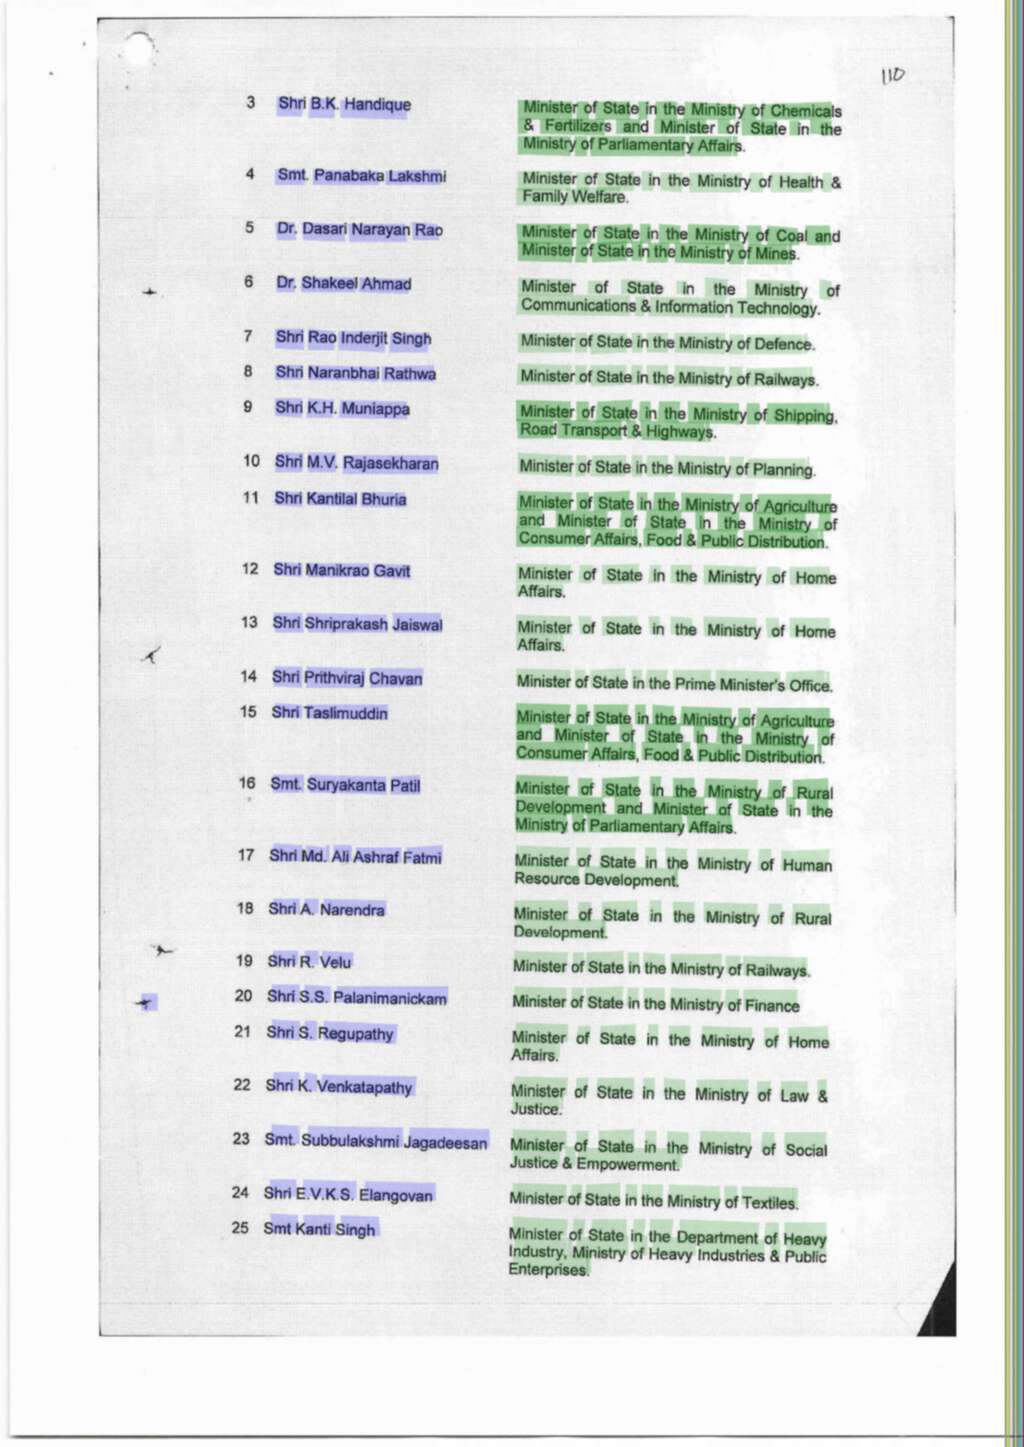 110
3 Shri B.K. Handique Minister of State in the Ministry of Chemicals
& Fertilizers and Minister of State in the
Ministry of Parliamentary Affairs.
4 Smt. Panabaka Lakshmi Minister of State in the Ministry of Health &
Family Welfare.
5 Dr. Dasari Narayan Rao Minister of State in the Ministry of Coal and
Minister of State in the Ministry of Mines.
6 Dr. Shakeel Ahmad Minister of State in the Ministry of
Communications & Information Technology.
7 Shri Rao Inderjit Singh Minister of State in the Ministry of Defence.
8 Shri Naranbhai Rathwa Minister of State in the Ministry of Railways.
9 Shri K.H. Muniappa Minister of State in the Ministry of Shipping,
Road Transport & Highways.
10 Shri M.V. Rajasekharan Minister of State in the Ministry of Planning.
11 Shri Kantilal Bhuria Minister of State in the Ministry of Agriculture
and Minister of State in the Ministry of
Consumer Affairs, Food & Public Distribution.
12 Shri Manikrao Gavit Minister of State in the Ministry of Home
Affairs.
13 Shri Shriprakash Jaiswal Minister of State in the Ministry of Home
Affairs.
14 Shri Prithviraj Chavan Minister of State in the Prime Minister's Office.
15 Shri Taslimuddin Minister of State in the Ministry of Agriculture
and Minister of State in the Ministry of
Consumer Affairs, Food & Public Distribution.
16 Smt. Suryakanta Patil Minister of State in the Ministry of Rural
Development and Minister of State in the
Ministry of Parliamentary Affairs.
17 Shri Md. Ali Ashraf Fatmi Minister of State in the Ministry of Human
Resource Development.
18 Shri A. Narendra Minister of State in the Ministry of Rural
Development.
19 Shri R. Velu Minister of State in the Ministry of Railways.
20 Shri S.S. Palanimanickam Minister of State in the Ministry of Finance
21 Shri S. Regupathy Minister of State in the Ministry of Home
Affairs.
22 Shri K. Venkatapathy Minister of State in the Ministry of Law &
Justice.
23 Smt. Subbulakshmi Jagadeesan Minister of State in the Ministry of Social
Justice & Empowerment.
24 Shri E.V.K.S. Elangovan Minister of State in the Ministry of Textiles.
25 Smt Kanti Singh Minister of State in the Department of Heavy
Industry, Ministry of Heavy Industries & Public
Enterprises.